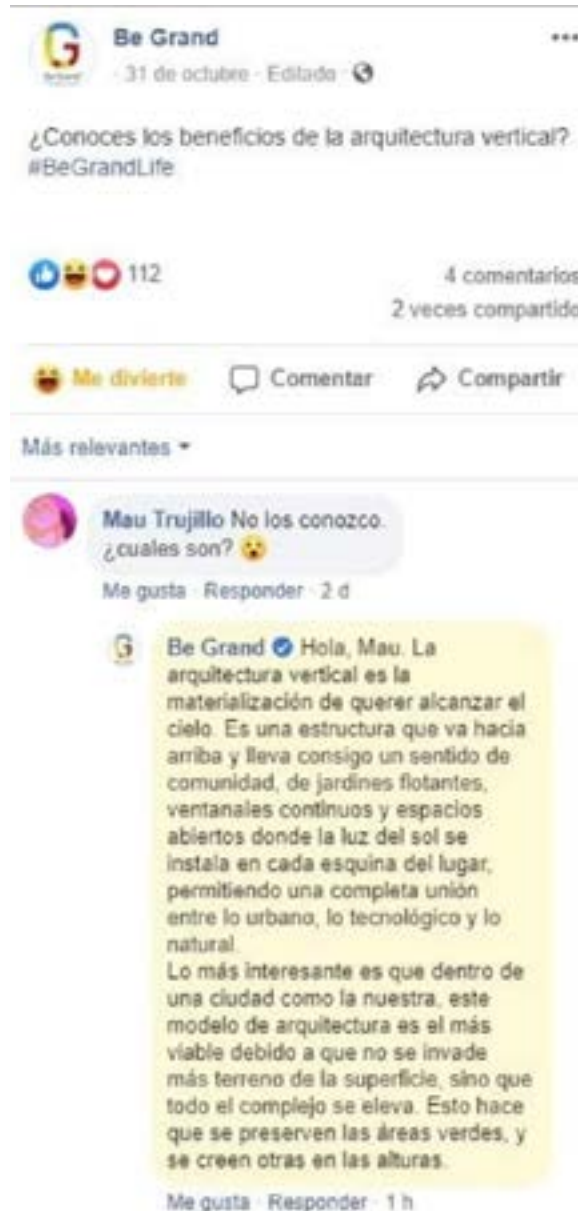 Be Grand
31 de octubre · Editado ·
¿Conoces los beneficios de la arquitectura vertical?
#BeGrandLife
112
4 comentarios
2 veces compartido
Me divierte
Comentar
Compartir
Más relevantes
Mau Trujillo No los conozco.
¿cuales son? 😮
Me gusta · Responder · 2 d
Be Grand Hola, Mau. La
arquitectura vertical es la
materialización de querer alcanzar el
cielo. Es una estructura que va hacia
arriba y lleva consigo un sentido de
comunidad, de jardines flotantes,
ventanales continuos y espacios
abiertos donde la luz del sol se
instala en cada esquina del lugar,
permitiendo una completa unión
entre lo urbano, lo tecnológico y lo
natural.
Lo más interesante es que dentro de
una ciudad como la nuestra, este
modelo de arquitectura es el más
viable debido a que no se invade
más terreno de la superficie, sino que
todo el complejo se eleva. Esto hace
que se preserven las áreas verdes, y
se creen otras en las alturas.
Me gusta · Responder · 1 h